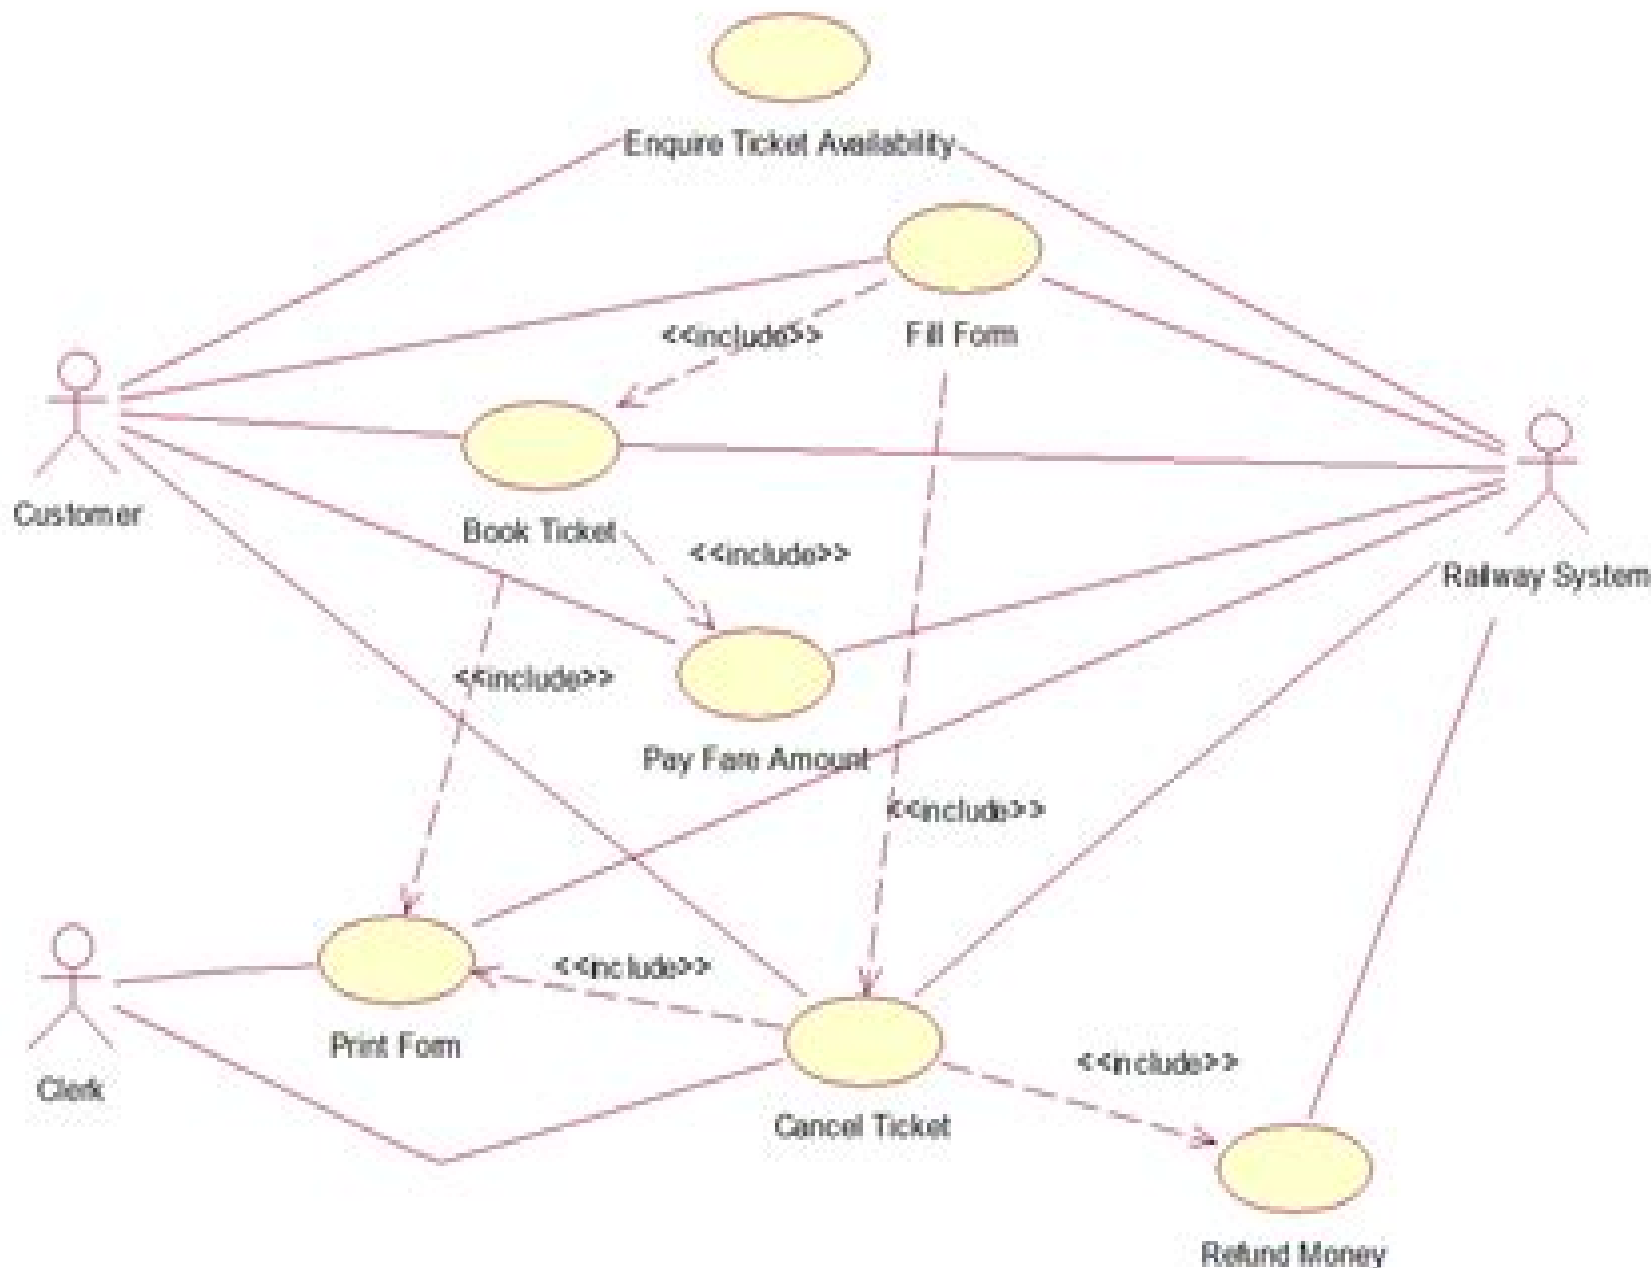 Enquire Ticket Availability
<<include>>
Fill Form
Customer
Book Ticket
<<include>>
Railway System
<<include>>
Pay Fare Amount
<<include>>
<<include>>
Print Form
Clerk
<<include>>
Cancel Ticket
Refund Money